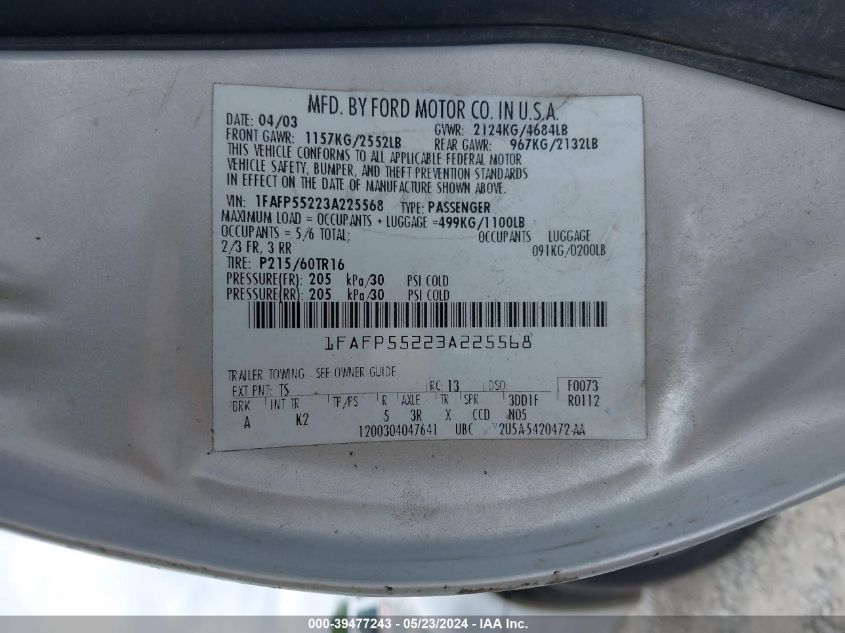 MFD. BY FORD MOTOR CO. IN U.S.A.
DATE: 04/03 GVWR: 2124KG/4684LB
FRONT GAWR: 1157KG/2552LB REAR GAWR: 967KG/2132LB
THIS VEHICLE CONFORMS TO ALL APPLICABLE FEDERAL MOTOR
VEHICLE SAFETY, BUMPER, AND THEFT PREVENTION STANDARDS
IN EFFECT ON THE DATE OF MANUFACTURE SHOWN ABOVE.
VIN: 1FAFP55223A225568 TYPE: PASSENGER
MAXIMUM LOAD = OCCUPANTS + LUGGAGE =499KG/1100LB
OCCUPANTS = 5/6 TOTAL; OCCUPANTS LUGGAGE
2/3 FR, 3 RR 091KG/0200LB
TIRE: P215/60TR16
PRESSURE(FR): 205 kPa/30 PSI COLD
PRESSURE(RR): 205 kPa/30 PSI COLD
1FAFP55223A225568
TRAILER TOWING - SEE OWNER GUIDE
EXT PNT: TS RC: 13 DSO: F0073
BRK INT TR TP/PS R AXLE TR SPR 3DD1F R0112
A K2 5 3R X CCD N05
1200304047641 UBC 2U5A-5420472-AA
000-39477243 - 05/23/2024 - IAA Inc.